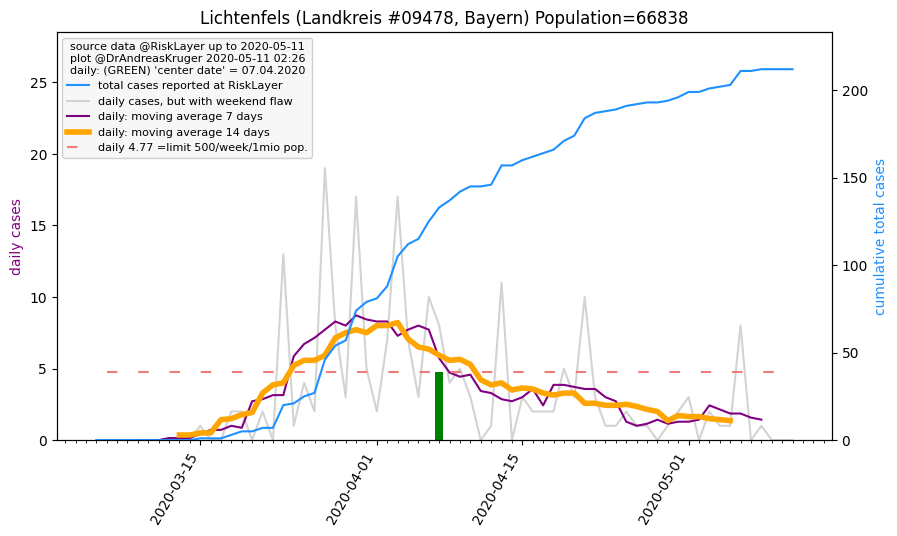 Lichtenfels (Landkreis #09478, Bayern) Population=66838
source data @RiskLayer up to 2020-05-11
plot @DrAndreasKruger 2020-05-11 02:26
daily: (GREEN) 'center date' = 07.04.2020
total cases reported at RiskLayer
daily cases, but with weekend flaw
daily: moving average 7 days
daily: moving average 14 days
daily 4.77 =limit 500/week/1mio pop.
daily cases
25
20
15
10
5
0
cumulative total cases
200
150
100
50
0
2020-03-15
2020-04-01
2020-04-15
2020-05-01